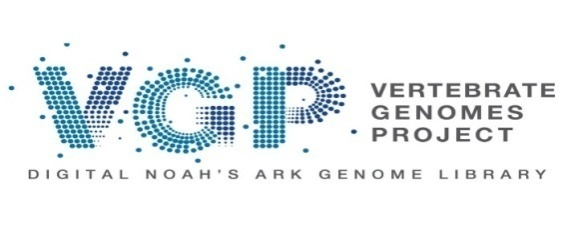 VGP
VERTEBRATE
GENOMES
PROJECT
DIGITAL NOAH'S ARK GENOME LIBRARY